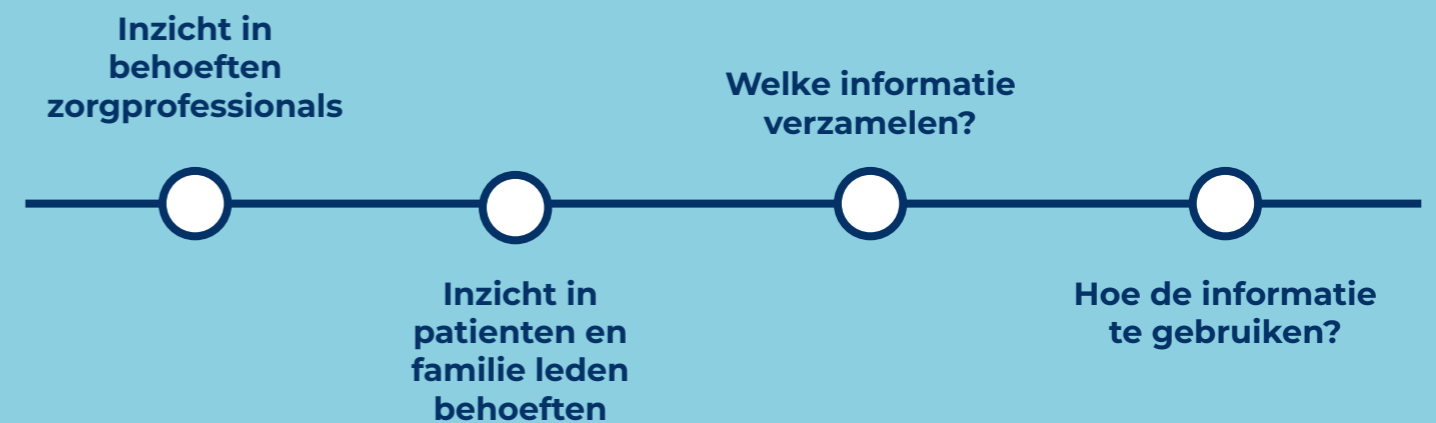 Inzicht in
behoeften
zorgprofessionals
Inzicht in
patienten en
familie leden
behoeften
Welke informatie
verzamelen?
Hoe de informatie
te gebruiken?